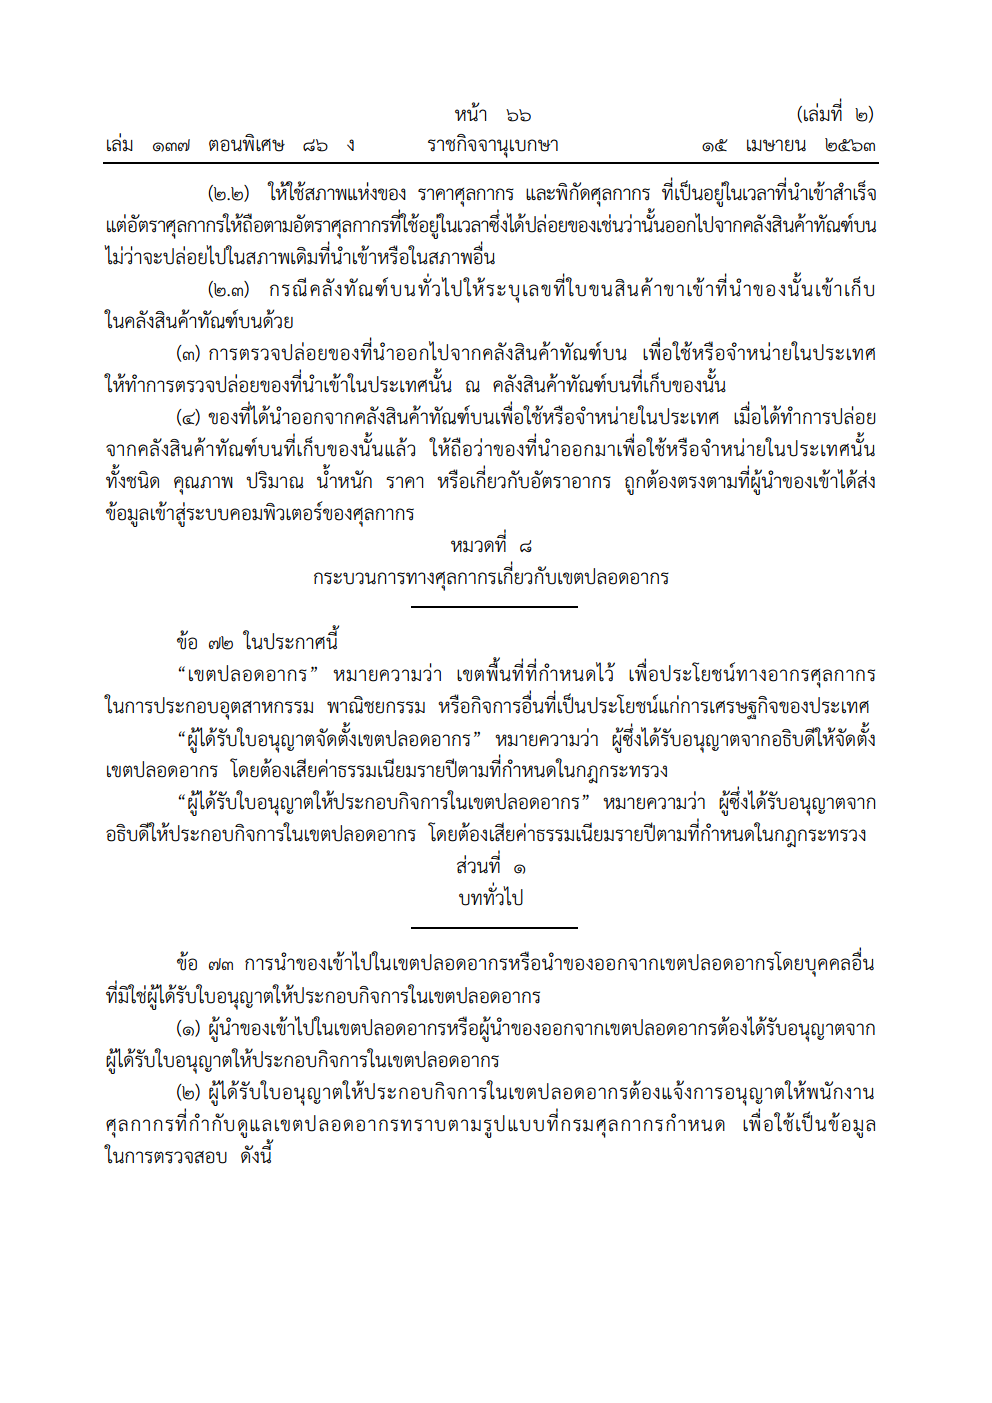 หน้า ๖๖
(เล่มที่ ๒)
เล่ม ๑๓๗ ตอนพิเศษ ๘๖ ง ราชกิจจานุเบกษา ๑๕ เมษายน ๒๕๖๓
(๒.๒) ให้ใช้สภาพแห่งของ ราคาศุลกากร และพิกัดศุลกากร ที่เป็นอยู่ในเวลาที่นำเข้าสำเร็จ
แต่อัตราศุลกากรให้ถือตามอัตราศุลกากรที่ใช้อยู่ในเวลาซึ่งได้ปล่อยของเช่นว่านั้นออกไปจากคลังสินค้าทัณฑ์บน
ไม่ว่าจะปล่อยไปในสภาพเดิมที่นำเข้าหรือในสภาพอื่น
(๒.๓) กรณีคลังทัณฑ์บนทั่วไปให้ระบุเลขที่ใบขนสินค้าขาเข้าที่นำของนั้นเข้าเก็บ
ในคลังสินค้าทัณฑ์บนด้วย
(๓) การตรวจปล่อยของที่นำออกไปจากคลังสินค้าทัณฑ์บน เพื่อใช้หรือจำหน่ายในประเทศ
ให้ทำการตรวจปล่อยของที่นำเข้าในประเทศนั้น ณ คลังสินค้าทัณฑ์บนที่เก็บของนั้น
(๔) ของที่ได้นำออกจากคลังสินค้าทัณฑ์บนเพื่อใช้หรือจำหน่ายในประเทศ เมื่อได้ทำการปล่อย
จากคลังสินค้าทัณฑ์บนที่เก็บของนั้นแล้ว ให้ถือว่าของที่นำออกมาเพื่อใช้หรือจำหน่ายในประเทศนั้น
ทั้งชนิด คุณภาพ ปริมาณ น้ำหนัก ราคา หรือเกี่ยวกับอัตราอากร ถูกต้องตรงตามที่ผู้นำของเข้าได้ส่ง
ข้อมูลเข้าสู่ระบบคอมพิวเตอร์ของศุลกากร
หมวดที่ ๘
กระบวนการทางศุลกากรเกี่ยวกับเขตปลอดอากร
ข้อ ๗๒ ในประกาศนี้
“เขตปลอดอากร” หมายความว่า เขตพื้นที่ที่กำหนดไว้ เพื่อประโยชน์ทางอากรศุลกากร
ในการประกอบอุตสาหกรรม พาณิชยกรรม หรือกิจการอื่นที่เป็นประโยชน์แก่การเศรษฐกิจของประเทศ
“ผู้ได้รับใบอนุญาตจัดตั้งเขตปลอดอากร” หมายความว่า ผู้ซึ่งได้รับอนุญาตจากอธิบดีให้จัดตั้ง
เขตปลอดอากร โดยต้องเสียค่าธรรมเนียมรายปีตามที่กำหนดในกฎกระทรวง
“ผู้ได้รับใบอนุญาตให้ประกอบกิจการในเขตปลอดอากร” หมายความว่า ผู้ซึ่งได้รับอนุญาตจาก
อธิบดีให้ประกอบกิจการในเขตปลอดอากร โดยต้องเสียค่าธรรมเนียมรายปีตามที่กำหนดในกฎกระทรวง
ส่วนที่ ๑
บททั่วไป
ข้อ ๗๓ การนำของเข้าไปในเขตปลอดอากรหรือนำของออกจากเขตปลอดอากรโดยบุคคลอื่น
ที่มิใช่ผู้ได้รับใบอนุญาตให้ประกอบกิจการในเขตปลอดอากร
(๑) ผู้นำของเข้าไปในเขตปลอดอากรหรือผู้นำของออกจากเขตปลอดอากรต้องได้รับอนุญาตจาก
ผู้ได้รับใบอนุญาตให้ประกอบกิจการในเขตปลอดอากร
(๒) ผู้ได้รับใบอนุญาตให้ประกอบกิจการในเขตปลอดอากรต้องแจ้งการอนุญาตให้พนักงาน
ศุลกากรที่กำกับดูแลเขตปลอดอากรทราบตามรูปแบบที่กรมศุลกากรกำหนด เพื่อใช้เป็นข้อมูล
ในการตรวจสอบ ดังนี้